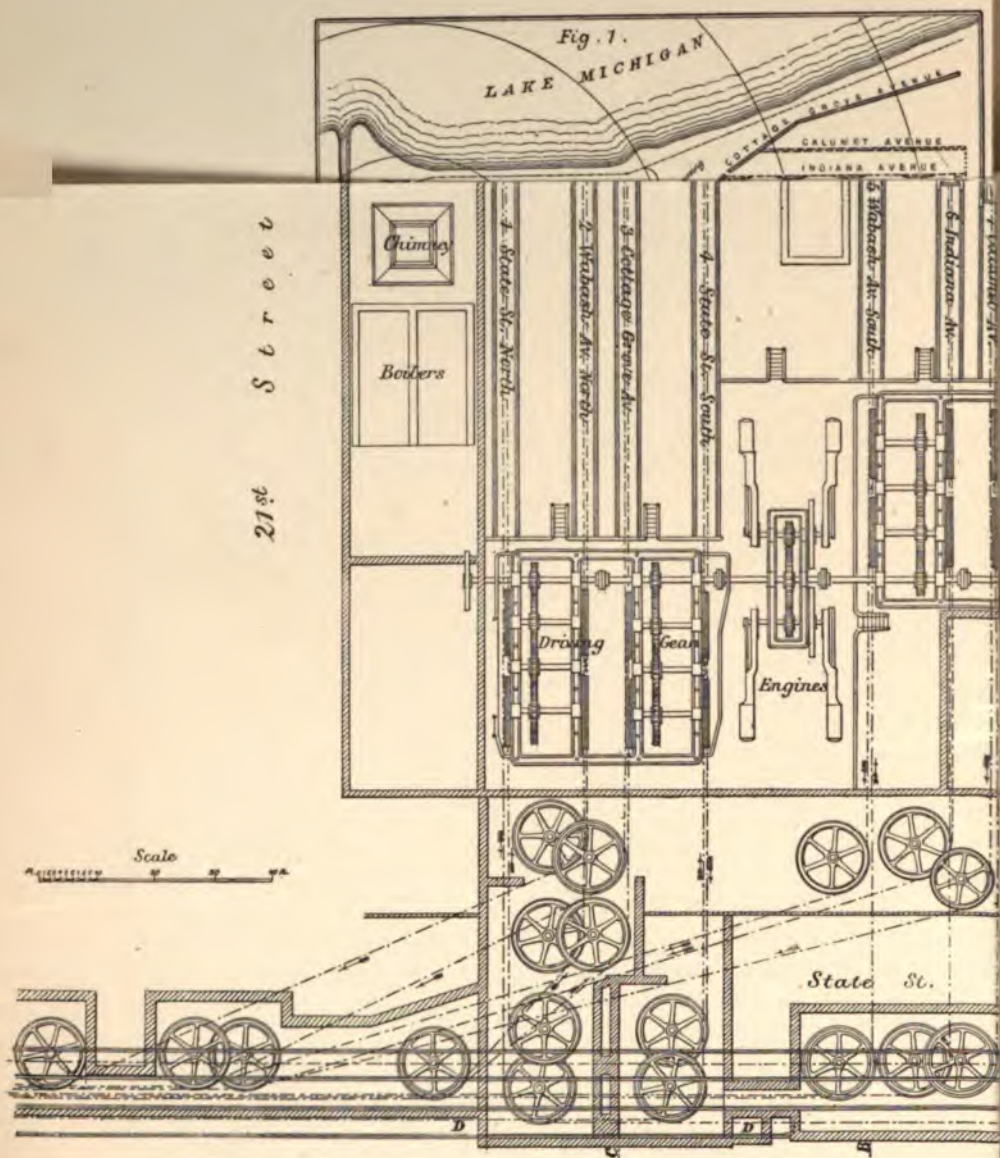 Fig. 1.
LAKE MICHIGAN
COTTAGE GROVE AVENUE
CALUMET AVENUE
INDIANA AVENUE
21st Street
Chimney
Boilers
1 State St. North
2 Wabash Av. North
3 Cottage Grove Av.
4 State St. South
5 Wabash Av. South
6 Indiana Av.
Driving Gear
Engines
Scale
State St.
D
D
C
B